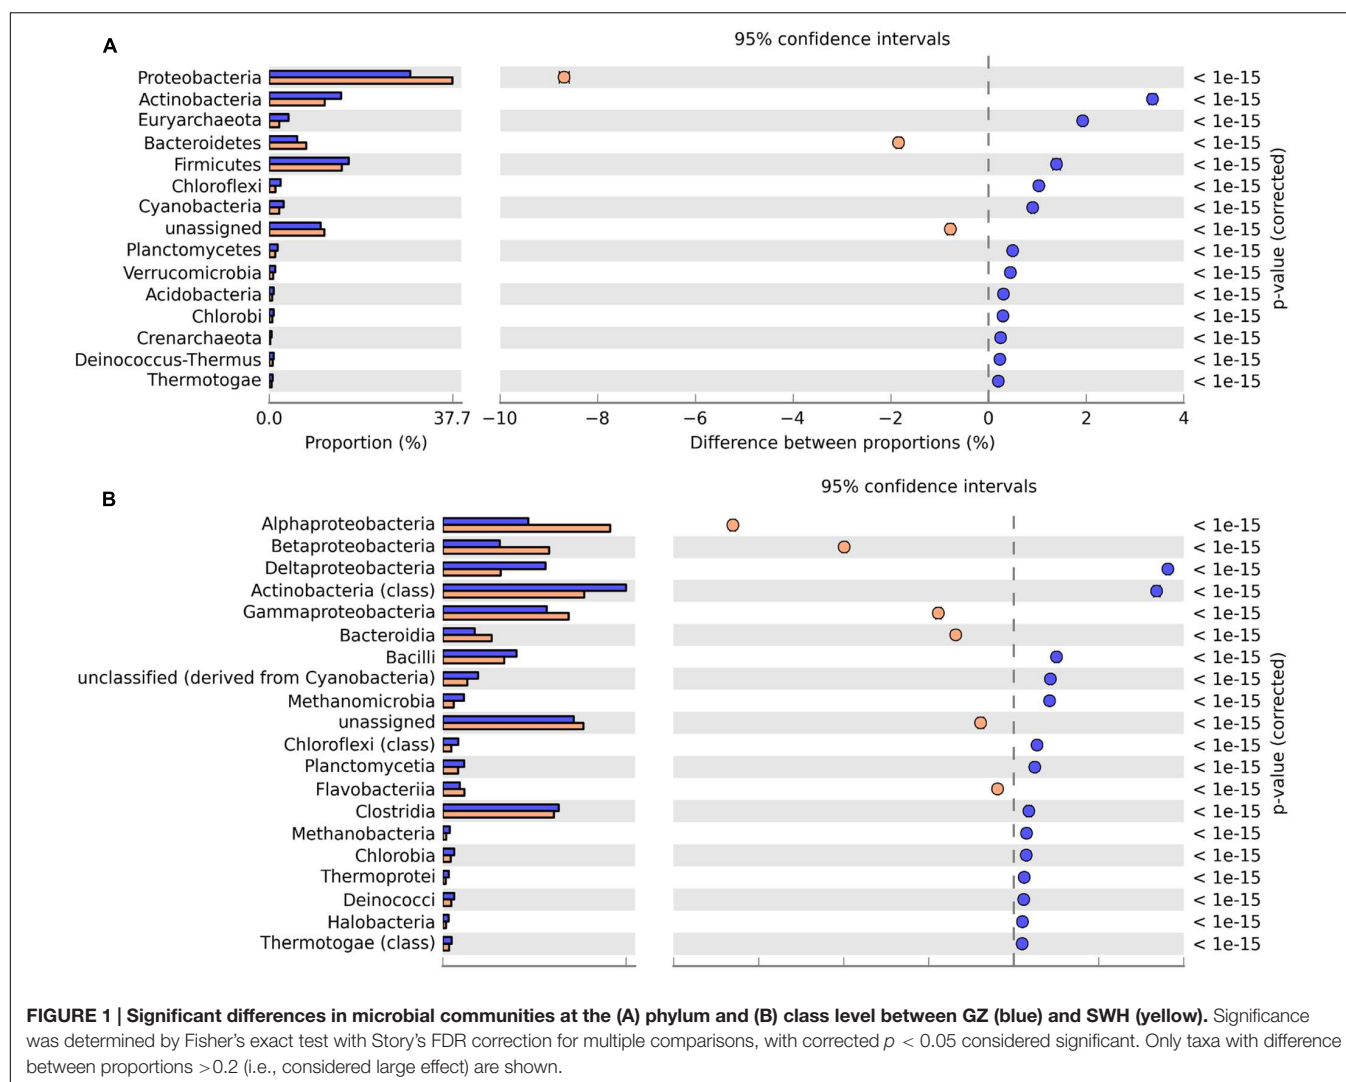 A
95% confidence intervals
Proteobacteria < 1e-15
Actinobacteria < 1e-15
Euryarchaeota < 1e-15
Bacteroidetes < 1e-15
Firmicutes < 1e-15
Chloroflexi < 1e-15
Cyanobacteria < 1e-15
unassigned < 1e-15
Planctomycetes < 1e-15
Verrucomicrobia < 1e-15
Acidobacteria < 1e-15
Chlorobi < 1e-15
Crenarchaeota < 1e-15
Deinococcus-Thermus < 1e-15
Thermotogae < 1e-15
p-value (corrected)
0.0 37.7 −10 −8 −6 −4 −2 0 2 4
Proportion (%) Difference between proportions (%)
B
95% confidence intervals
Alphaproteobacteria < 1e-15
Betaproteobacteria < 1e-15
Deltaproteobacteria < 1e-15
Actinobacteria (class) < 1e-15
Gammaproteobacteria < 1e-15
Bacteroidia < 1e-15
Bacilli < 1e-15
unclassified (derived from Cyanobacteria) < 1e-15
Methanomicrobia < 1e-15
unassigned < 1e-15
Chloroflexi (class) < 1e-15
Planctomycetia < 1e-15
Flavobacteriia < 1e-15
Clostridia < 1e-15
Methanobacteria < 1e-15
Chlorobia < 1e-15
Thermoprotei < 1e-15
Deinococci < 1e-15
Halobacteria < 1e-15
Thermotogae (class) < 1e-15
p-value (corrected)
FIGURE 1 | Significant differences in microbial communities at the (A) phylum and (B) class level between GZ (blue) and SWH (yellow). Significance
was determined by Fisher's exact test with Story's FDR correction for multiple comparisons, with corrected p < 0.05 considered significant. Only taxa with difference
between proportions >0.2 (i.e., considered large effect) are shown.